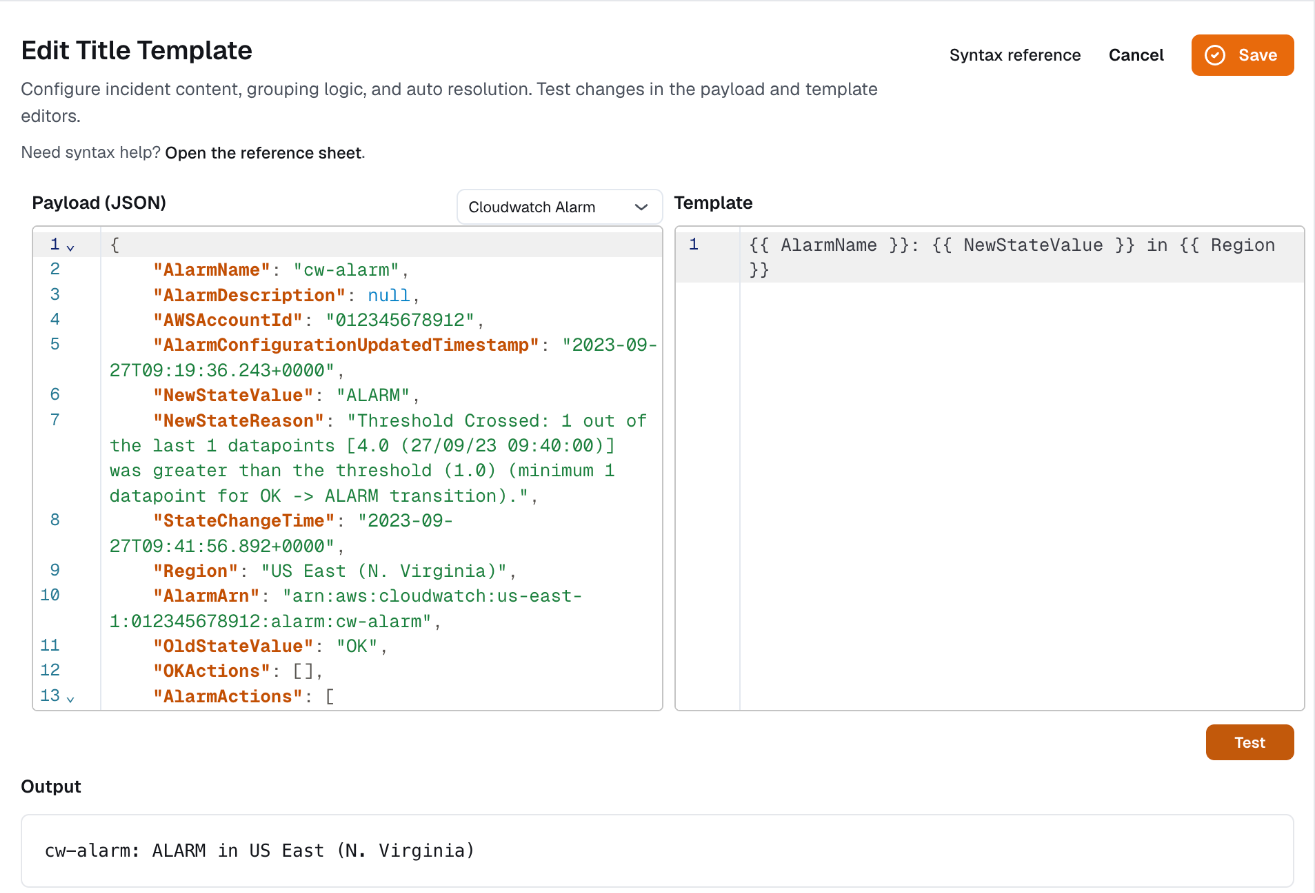 Edit Title Template
Syntax reference
Cancel
Save
Configure incident content, grouping logic, and auto resolution. Test changes in the payload and template
editors.
Need syntax help? Open the reference sheet.
Payload (JSON)
Cloudwatch Alarm
1 {
2 "AlarmName": "cw-alarm",
3 "AlarmDescription": null,
4 "AWSAccountId": "012345678912",
5 "AlarmConfigurationUpdatedTimestamp": "2023-09-
27T09:19:36.243+0000",
6 "NewStateValue": "ALARM",
7 "NewStateReason": "Threshold Crossed: 1 out of
the last 1 datapoints [4.0 (27/09/23 09:40:00)]
was greater than the threshold (1.0) (minimum 1
datapoint for OK -> ALARM transition).",
8 "StateChangeTime": "2023-09-
27T09:41:56.892+0000",
9 "Region": "US East (N. Virginia)",
10 "AlarmArn": "arn:aws:cloudwatch:us-east-
1:012345678912:alarm:cw-alarm",
11 "OldStateValue": "OK",
12 "OKActions": [],
13 "AlarmActions": [
Template
1 {{ AlarmName }}: {{ NewStateValue }} in {{ Region
}}
Test
Output
cw-alarm: ALARM in US East (N. Virginia)